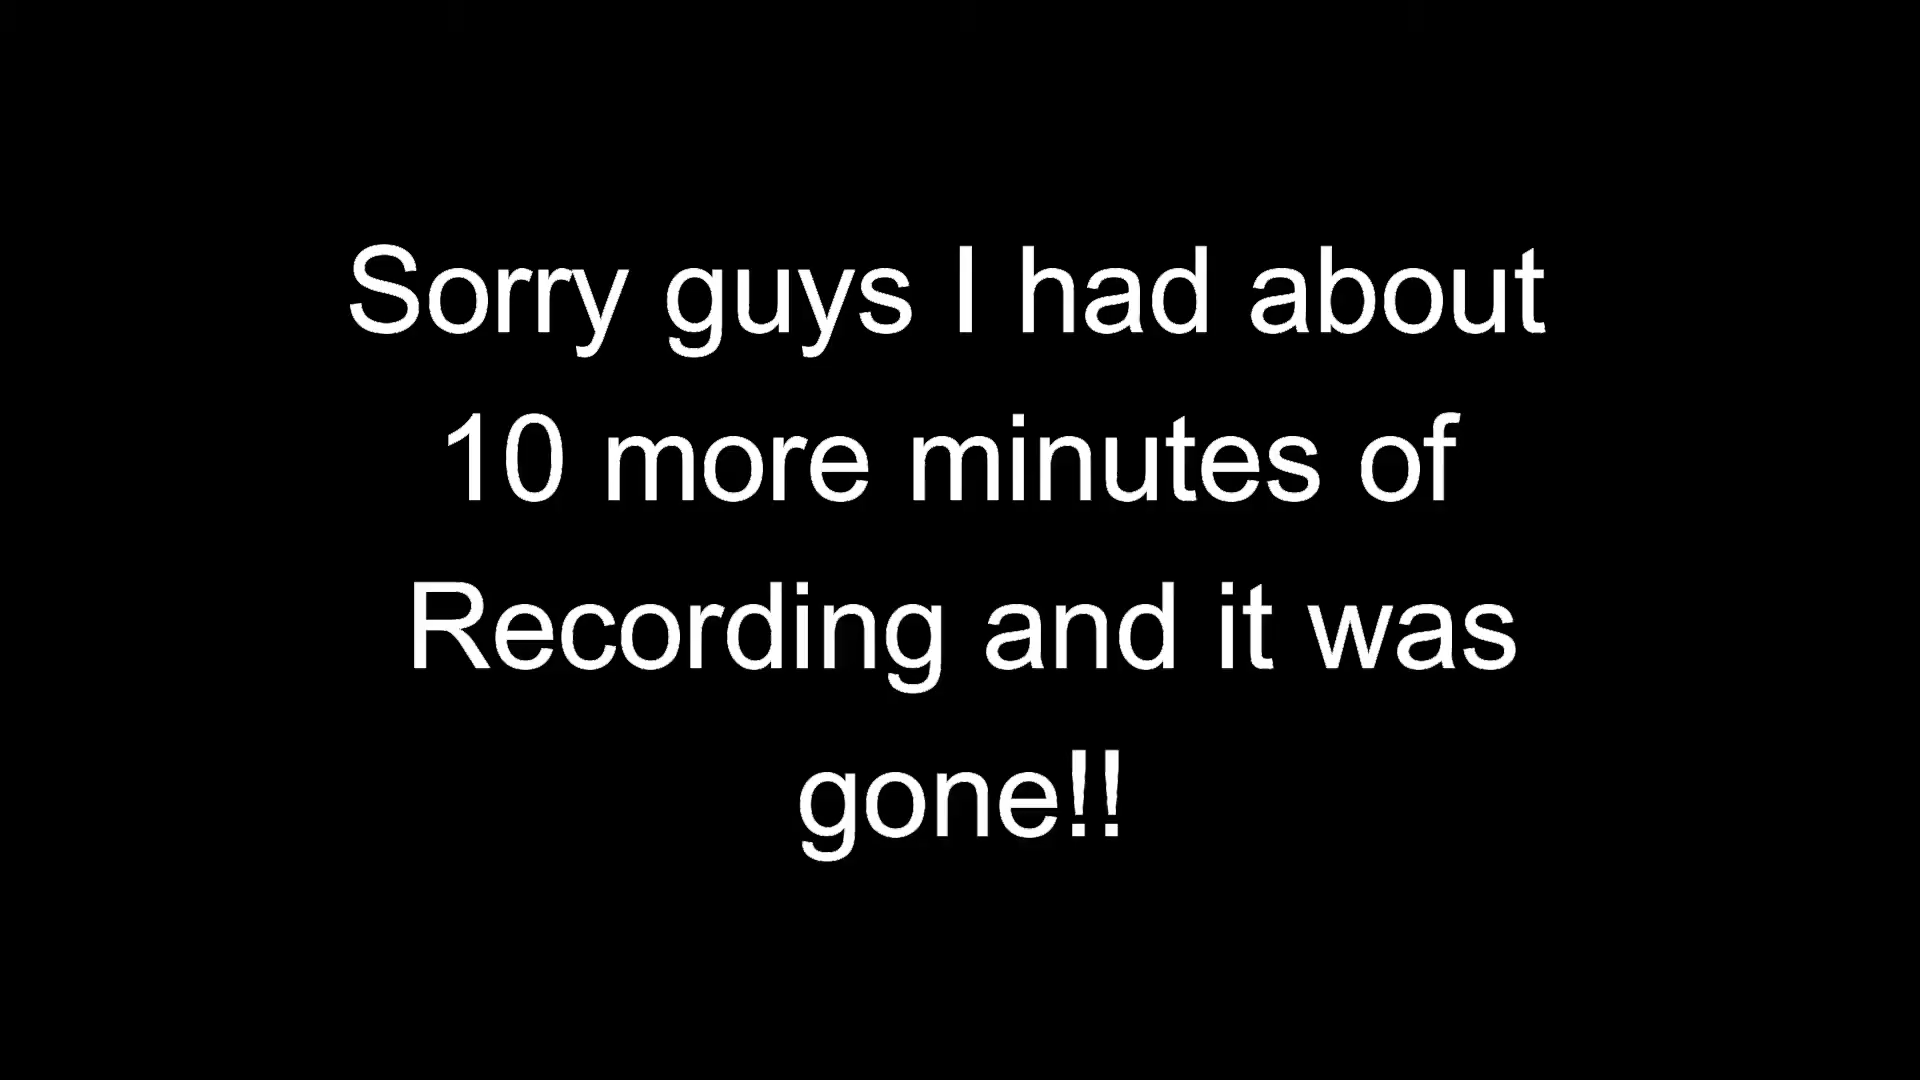 Sorry guys I had about
10 more minutes of
Recording and it was
gone!!